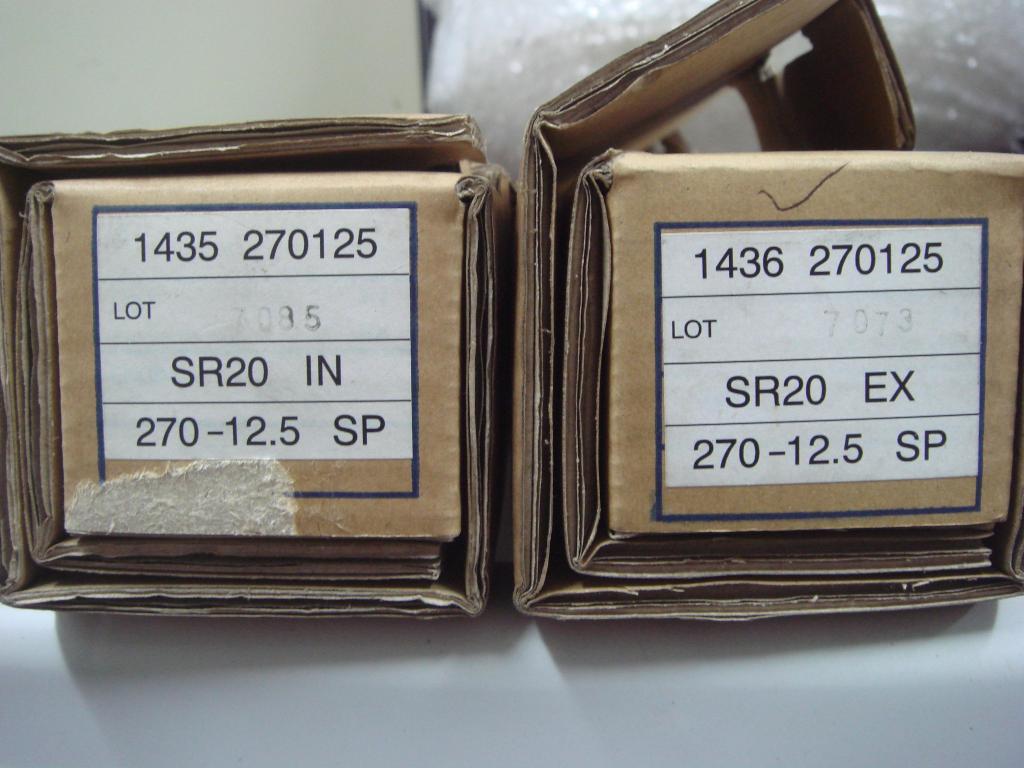 1435 270125
LOT 7085
SR20 IN
270-12.5 SP
1436 270125
LOT 7073
SR20 EX
270-12.5 SP